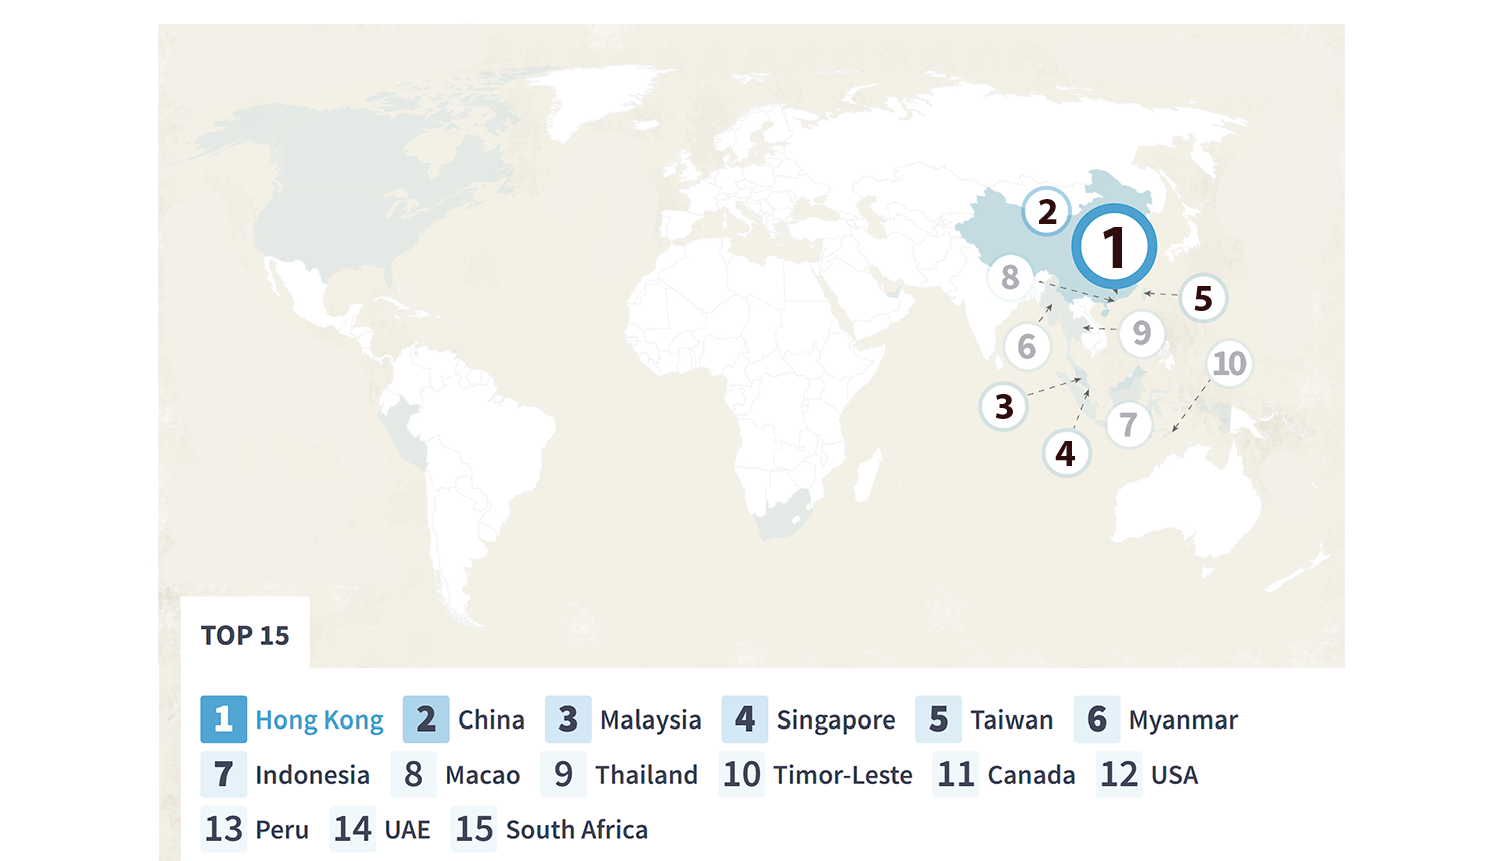 2
1
8
5
9
6
10
3
7
4
TOP 15
1 Hong Kong 2 China 3 Malaysia 4 Singapore 5 Taiwan 6 Myanmar
7 Indonesia 8 Macao 9 Thailand 10 Timor-Leste 11 Canada 12 USA
13 Peru 14 UAE 15 South Africa